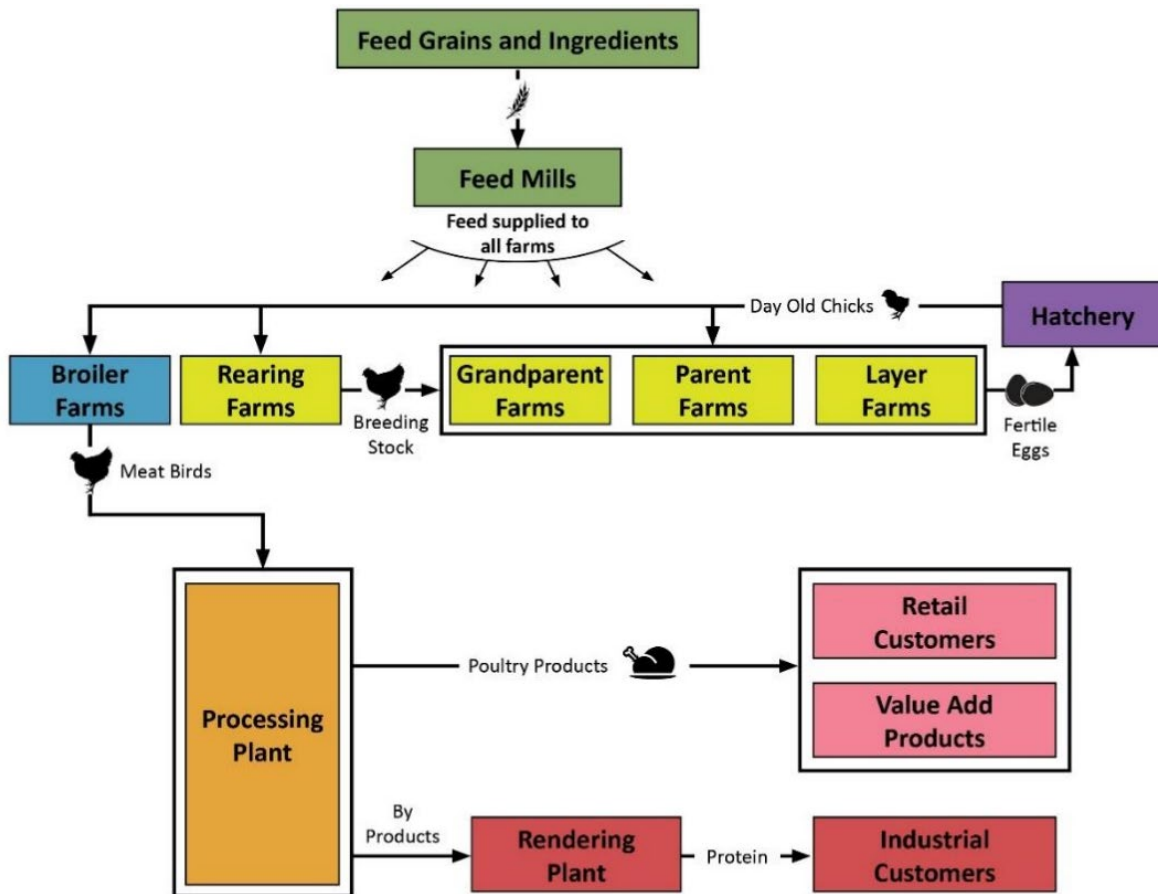 Feed Grains and Ingredients
Feed Mills
Feed supplied to
all farms
Day Old Chicks
Hatchery
Broiler
Farms
Rearing
Farms
Breeding
Stock
Grandparent
Farms
Parent
Farms
Layer
Farms
Fertile
Eggs
Meat Birds
Processing
Plant
Poultry Products
Retail
Customers
Value Add
Products
By
Products
Rendering
Plant
Protein
Industrial
Customers